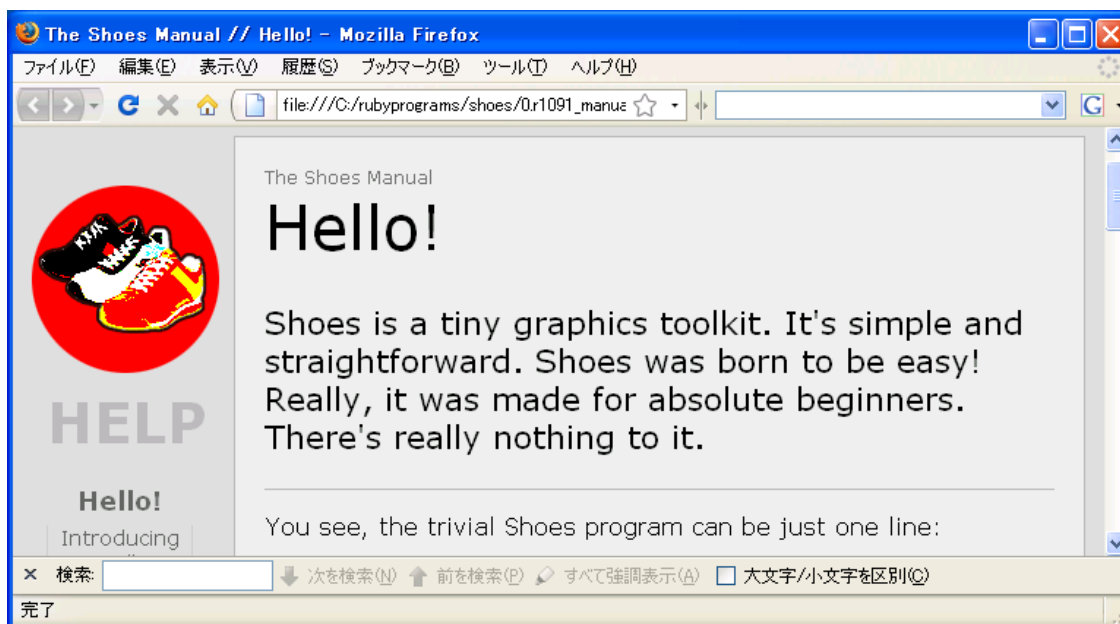 The Shoes Manual // Hello! - Mozilla Firefox
ファイル(F) 編集(E) 表示(V) 履歴(S) ブックマーク(B) ツール(T) ヘルプ(H)
file:///C:/rubyprograms/shoes/0.r1091_manua
G
The Shoes Manual
Hello!
Shoes is a tiny graphics toolkit. It's simple and
straightforward. Shoes was born to be easy!
Really, it was made for absolute beginners.
There's really nothing to it.
You see, the trivial Shoes program can be just one line:
HELP
Hello!
Introducing
× 検索: 次を検索(N) 前を検索(P) すべて強調表示(A) 大文字/小文字を区別(C)
完了